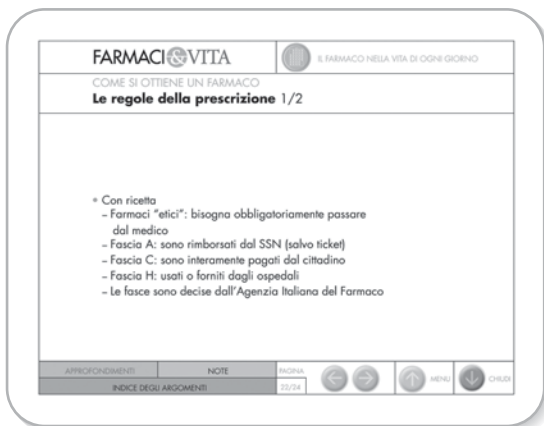 FARMACI&VITA
IL FARMACO NELLA VITA DI OGNI GIORNO
COME SI OTTIENE UN FARMACO
Le regole della prescrizione 1/2
• Con ricetta
– Farmaci “etici”: bisogna obbligatoriamente passare
dal medico
– Fascia A: sono rimborsati dal SSN (salvo ticket)
– Fascia C: sono interamente pagati dal cittadino
– Fascia H: usati o forniti dagli ospedali
– Le fasce sono decise dall’Agenzia Italiana del Farmaco
APPROFONDIMENTI
NOTE
PAGINA
INDICE DEGLI ARGOMENTI
22/24
MENU
CHIUDI